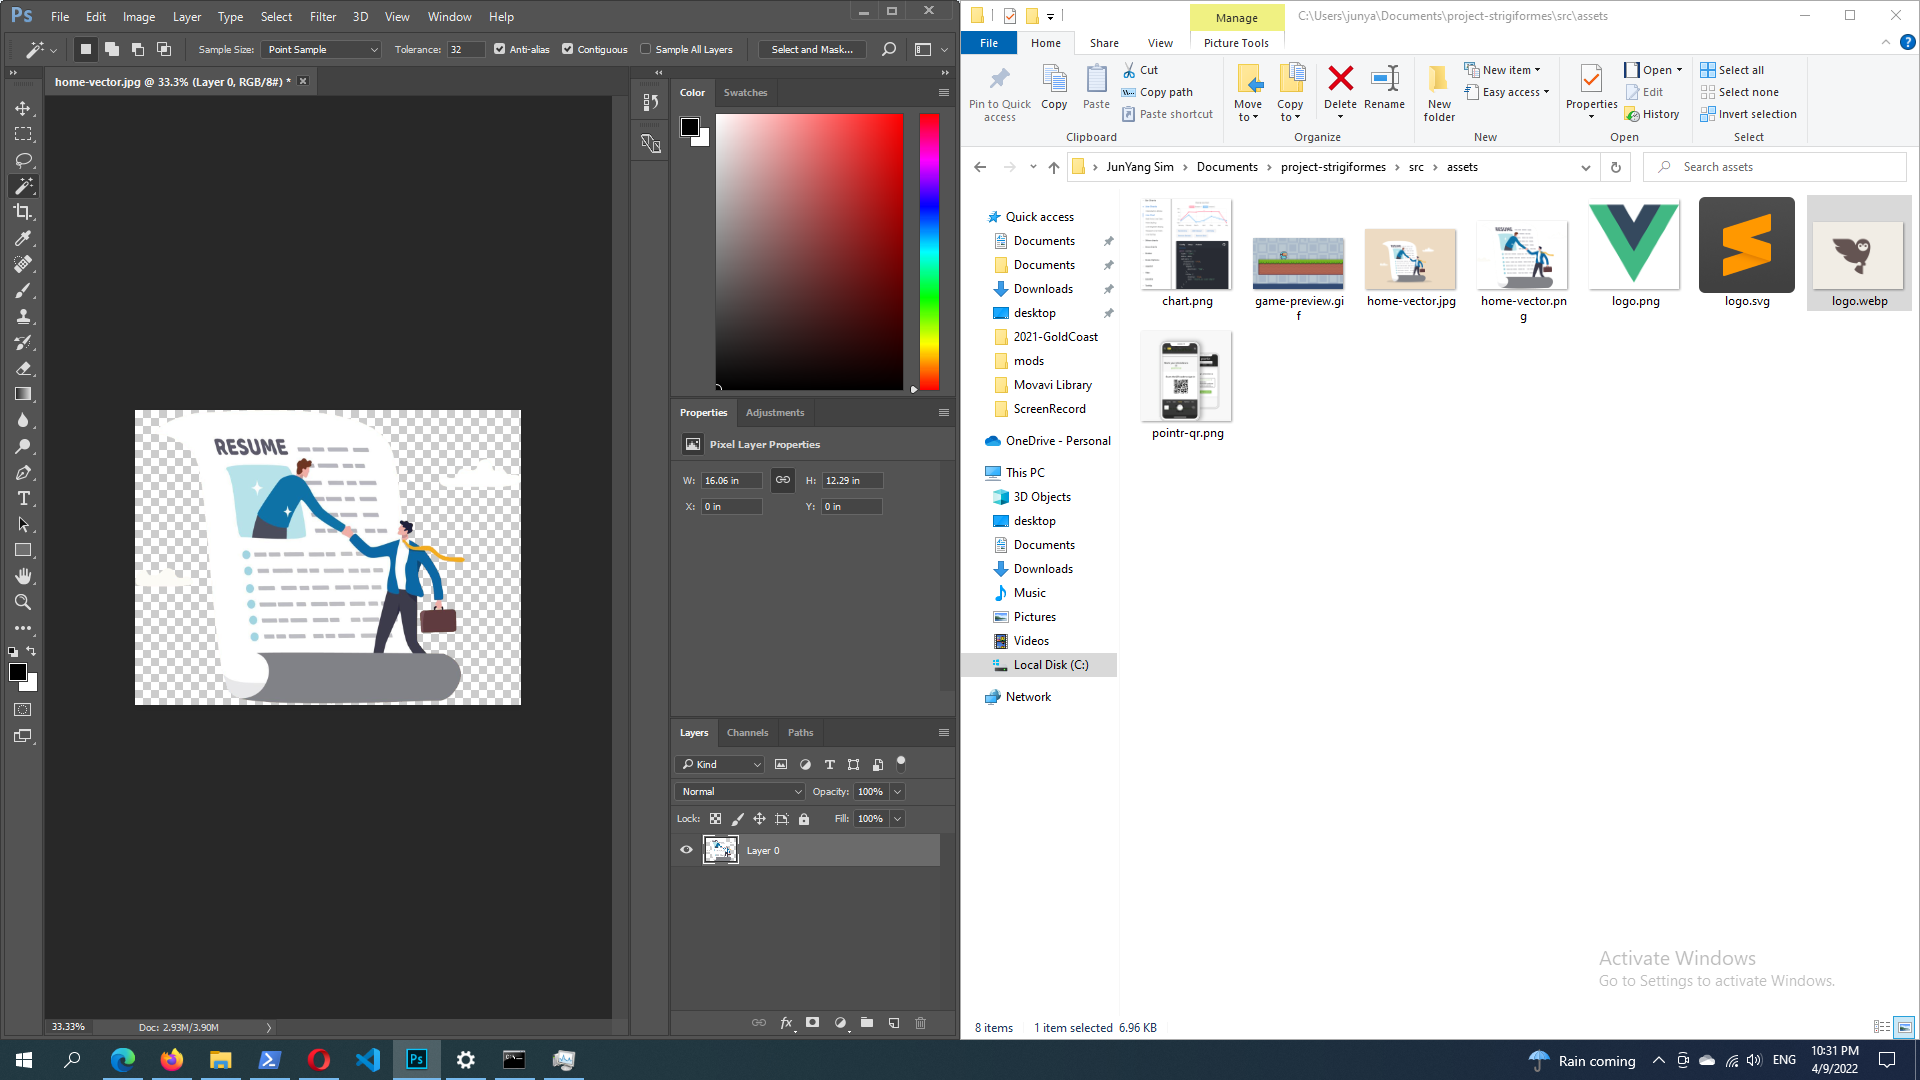 Ps File Edit Image Layer Type Select Filter 3D View Window Help
Sample Size: Point Sample Tolerance: 32 Anti-alias Contiguous Sample All Layers Select and Mask...
home-vector.jpg @ 33.3% (Layer 0, RGB/8#) *
RESUME
33.33% Doc: 2.93M/3.90M
Color Swatches
Properties Adjustments
Pixel Layer Properties
W: 16.06 in H: 12.29 in
X: 0 in Y: 0 in
Layers Channels Paths
Kind
Normal Opacity: 100%
Lock: Fill: 100%
Layer 0
fx
Manage C:\Users\junya\Documents\project-strigiformes\src\assets
File Home Share View Picture Tools
Pin to Quick access
Copy
Paste
Cut
Copy path
Paste shortcut
Clipboard
Move to
Copy to
Delete
Rename
Organize
New folder
New item
Easy access
New
Properties
Open
Edit
History
Open
Select all
Select none
Invert selection
Select
JunYang Sim Documents project-strigiformes src assets
Search assets
Quick access
Documents
Documents
Downloads
desktop
2021-GoldCoast
mods
Movavi Library
ScreenRecord
OneDrive - Personal
This PC
3D Objects
desktop
Documents
Downloads
Music
Pictures
Videos
Local Disk (C:)
Network
chart.png
game-preview.gi
f
home-vector.jpg
RESUME
home-vector.pn
g
logo.png
logo.svg
logo.webp
pointr-qr.png
Activate Windows
Go to Settings to activate Windows.
8 items 1 item selected 6.96 KB
Ps
Rain coming
ENG
10:31 PM
4/9/2022